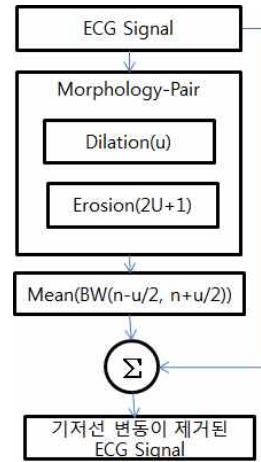 ECG Signal
Morphology-Pair
Dilation(u)
Erosion(2U+1)
Mean(BW(n-u/2, n+u/2))
Σ
기저선 변동이 제거된
ECG Signal